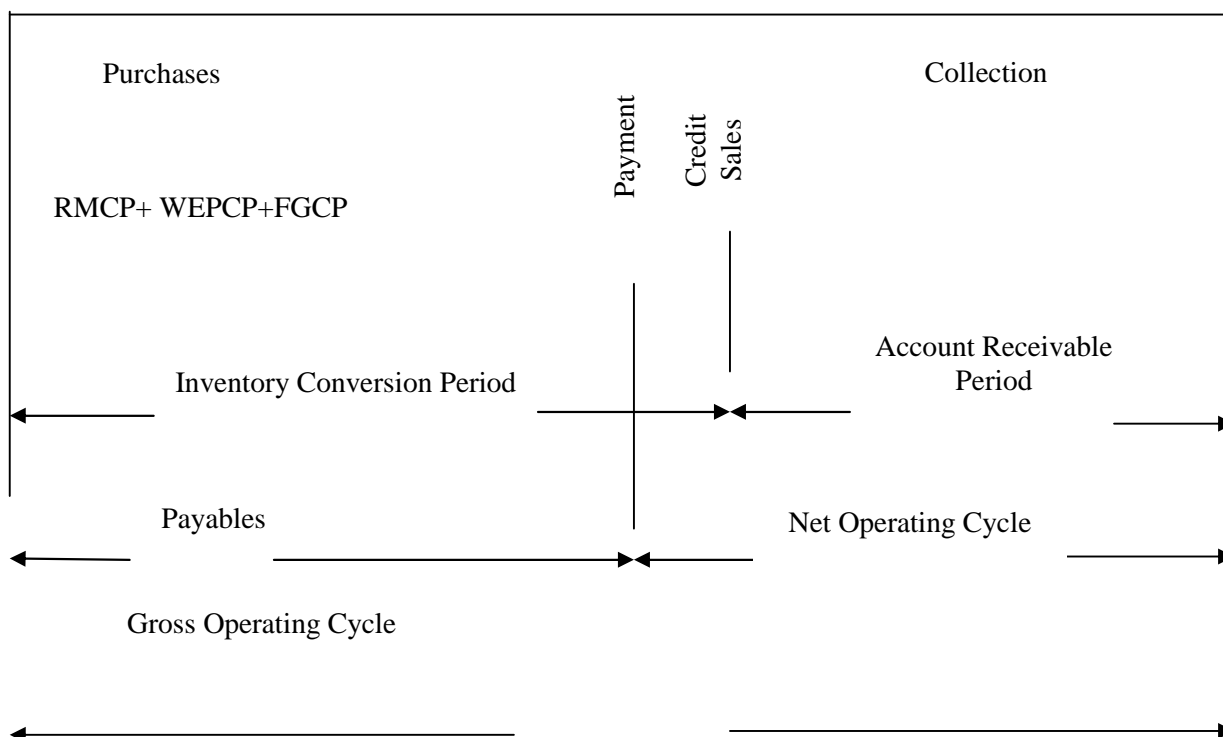 Purchases
Collection
Payment
Credit
Sales
RMCP+ WEPCP+FGCP
Account Receivable
Period
Inventory Conversion Period
Payables
Net Operating Cycle
Gross Operating Cycle